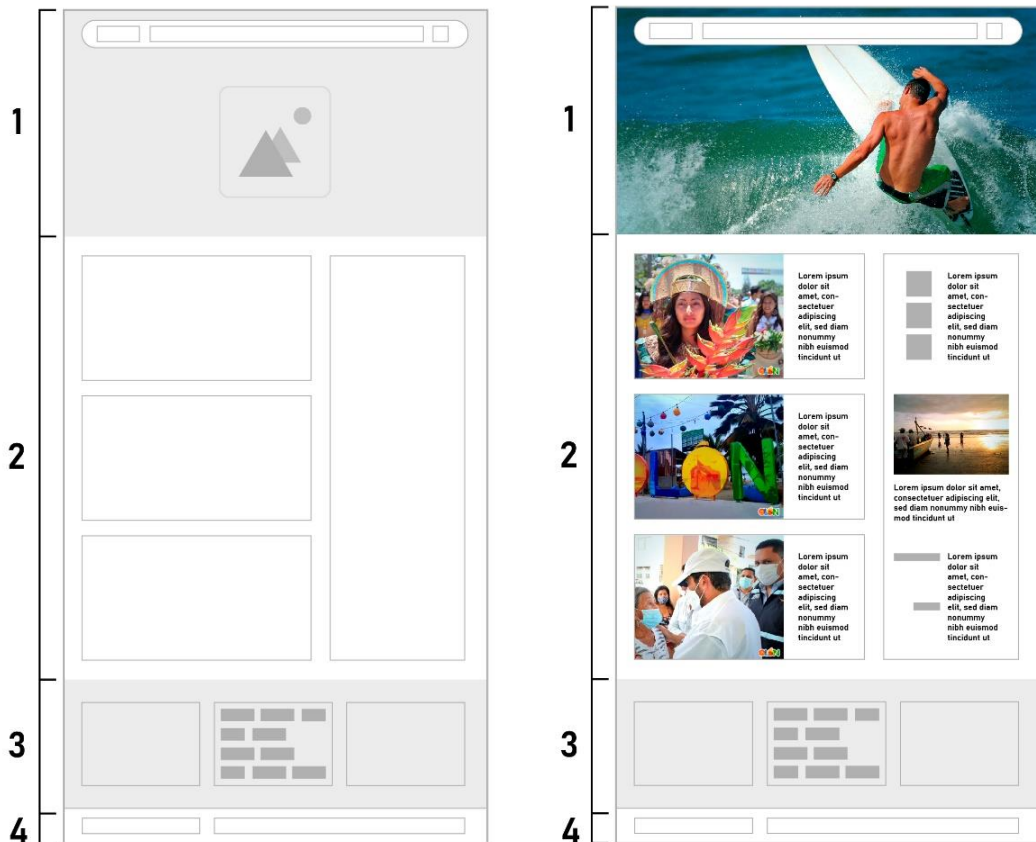 1
2
3
4
1
2
Lorem ipsum
dolor sit
amet, con-
sectetuer
adipiscing
elit, sed diam
nonummy
nibh euismod
tincidunt ut
LON
Lorem ipsum
dolor sit
amet, con-
sectetuer
adipiscing
elit, sed diam
nonummy
nibh euismod
tincidunt ut
Lorem ipsum
dolor sit
amet, con-
sectetuer
adipiscing
elit, sed diam
nonummy
nibh euismod
tincidunt ut
Lorem ipsum
dolor sit
amet, con-
sectetuer
adipiscing
elit, sed diam
nonummy
nibh euismod
tincidunt ut
Lorem ipsum dolor sit amet,
consectetuer adipiscing elit,
sed diam nonummy nibh euis-
mod tincidunt ut
Lorem ipsum
dolor sit
amet, con-
sectetuer
adipiscing
elit, sed diam
nonummy
nibh euismod
tincidunt ut
3
4